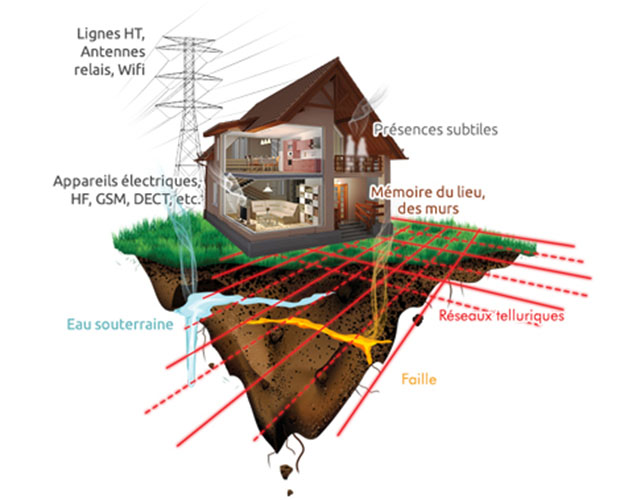 Lignes HT,
Antennes
relais, Wifi
Présences subtiles
Appareils électriques,
HF, GSM, DECT, etc.
Mémoire du lieu,
des murs
Eau souterraine
Réseaux telluriques
Faille